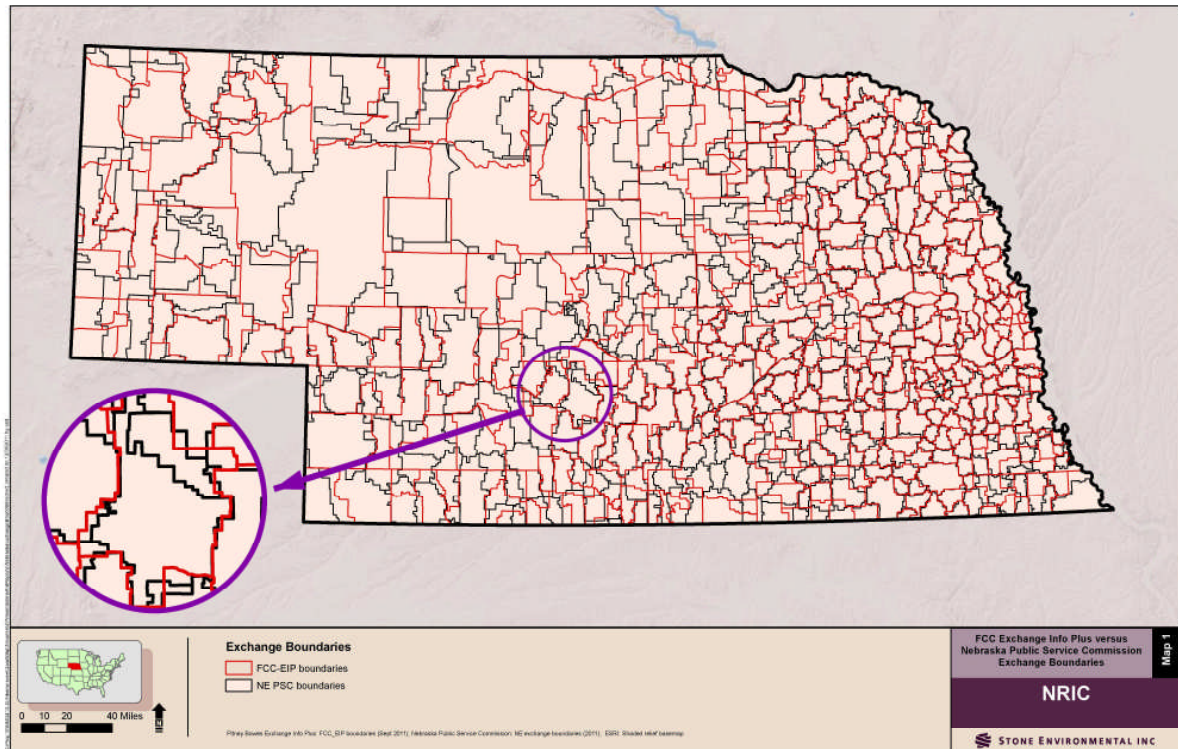 Exchange Boundaries
FCC-EIP boundaries
NE PSC boundaries
0 10 20 40 Miles
Pitney Bowes Exchange Info Plus: FCC_EIP boundaries (Sept 2011); Nebraska Public Service Commission: NE exchange boundaries (2011); ESRI: Shaded relief basemap
FCC Exchange Info Plus versus
Nebraska Public Service Commission
Exchange Boundaries
Map 1
NRIC
STONE ENVIRONMENTAL INC